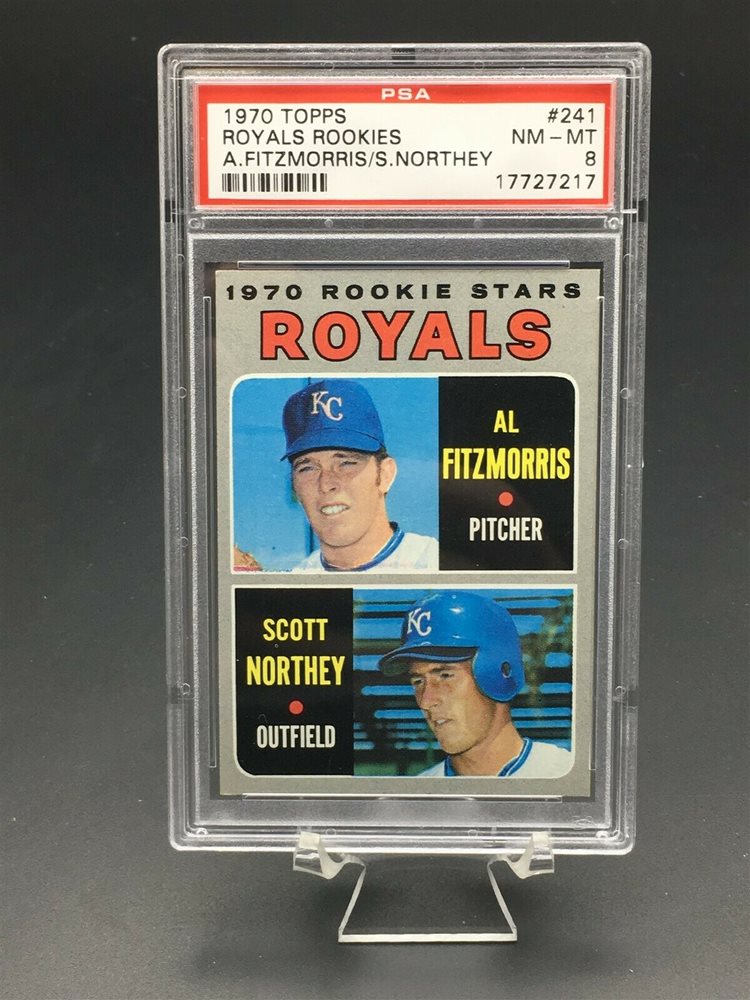 PSA
1970 TOPPS #241
ROYALS ROOKIES NM - MT
A.FITZMORRIS/S.NORTHEY 8
17727217
1970 ROOKIE STARS
ROYALS
KC
AL
FITZMORRIS
PITCHER
SCOTT
NORTHEY
OUTFIELD
KC